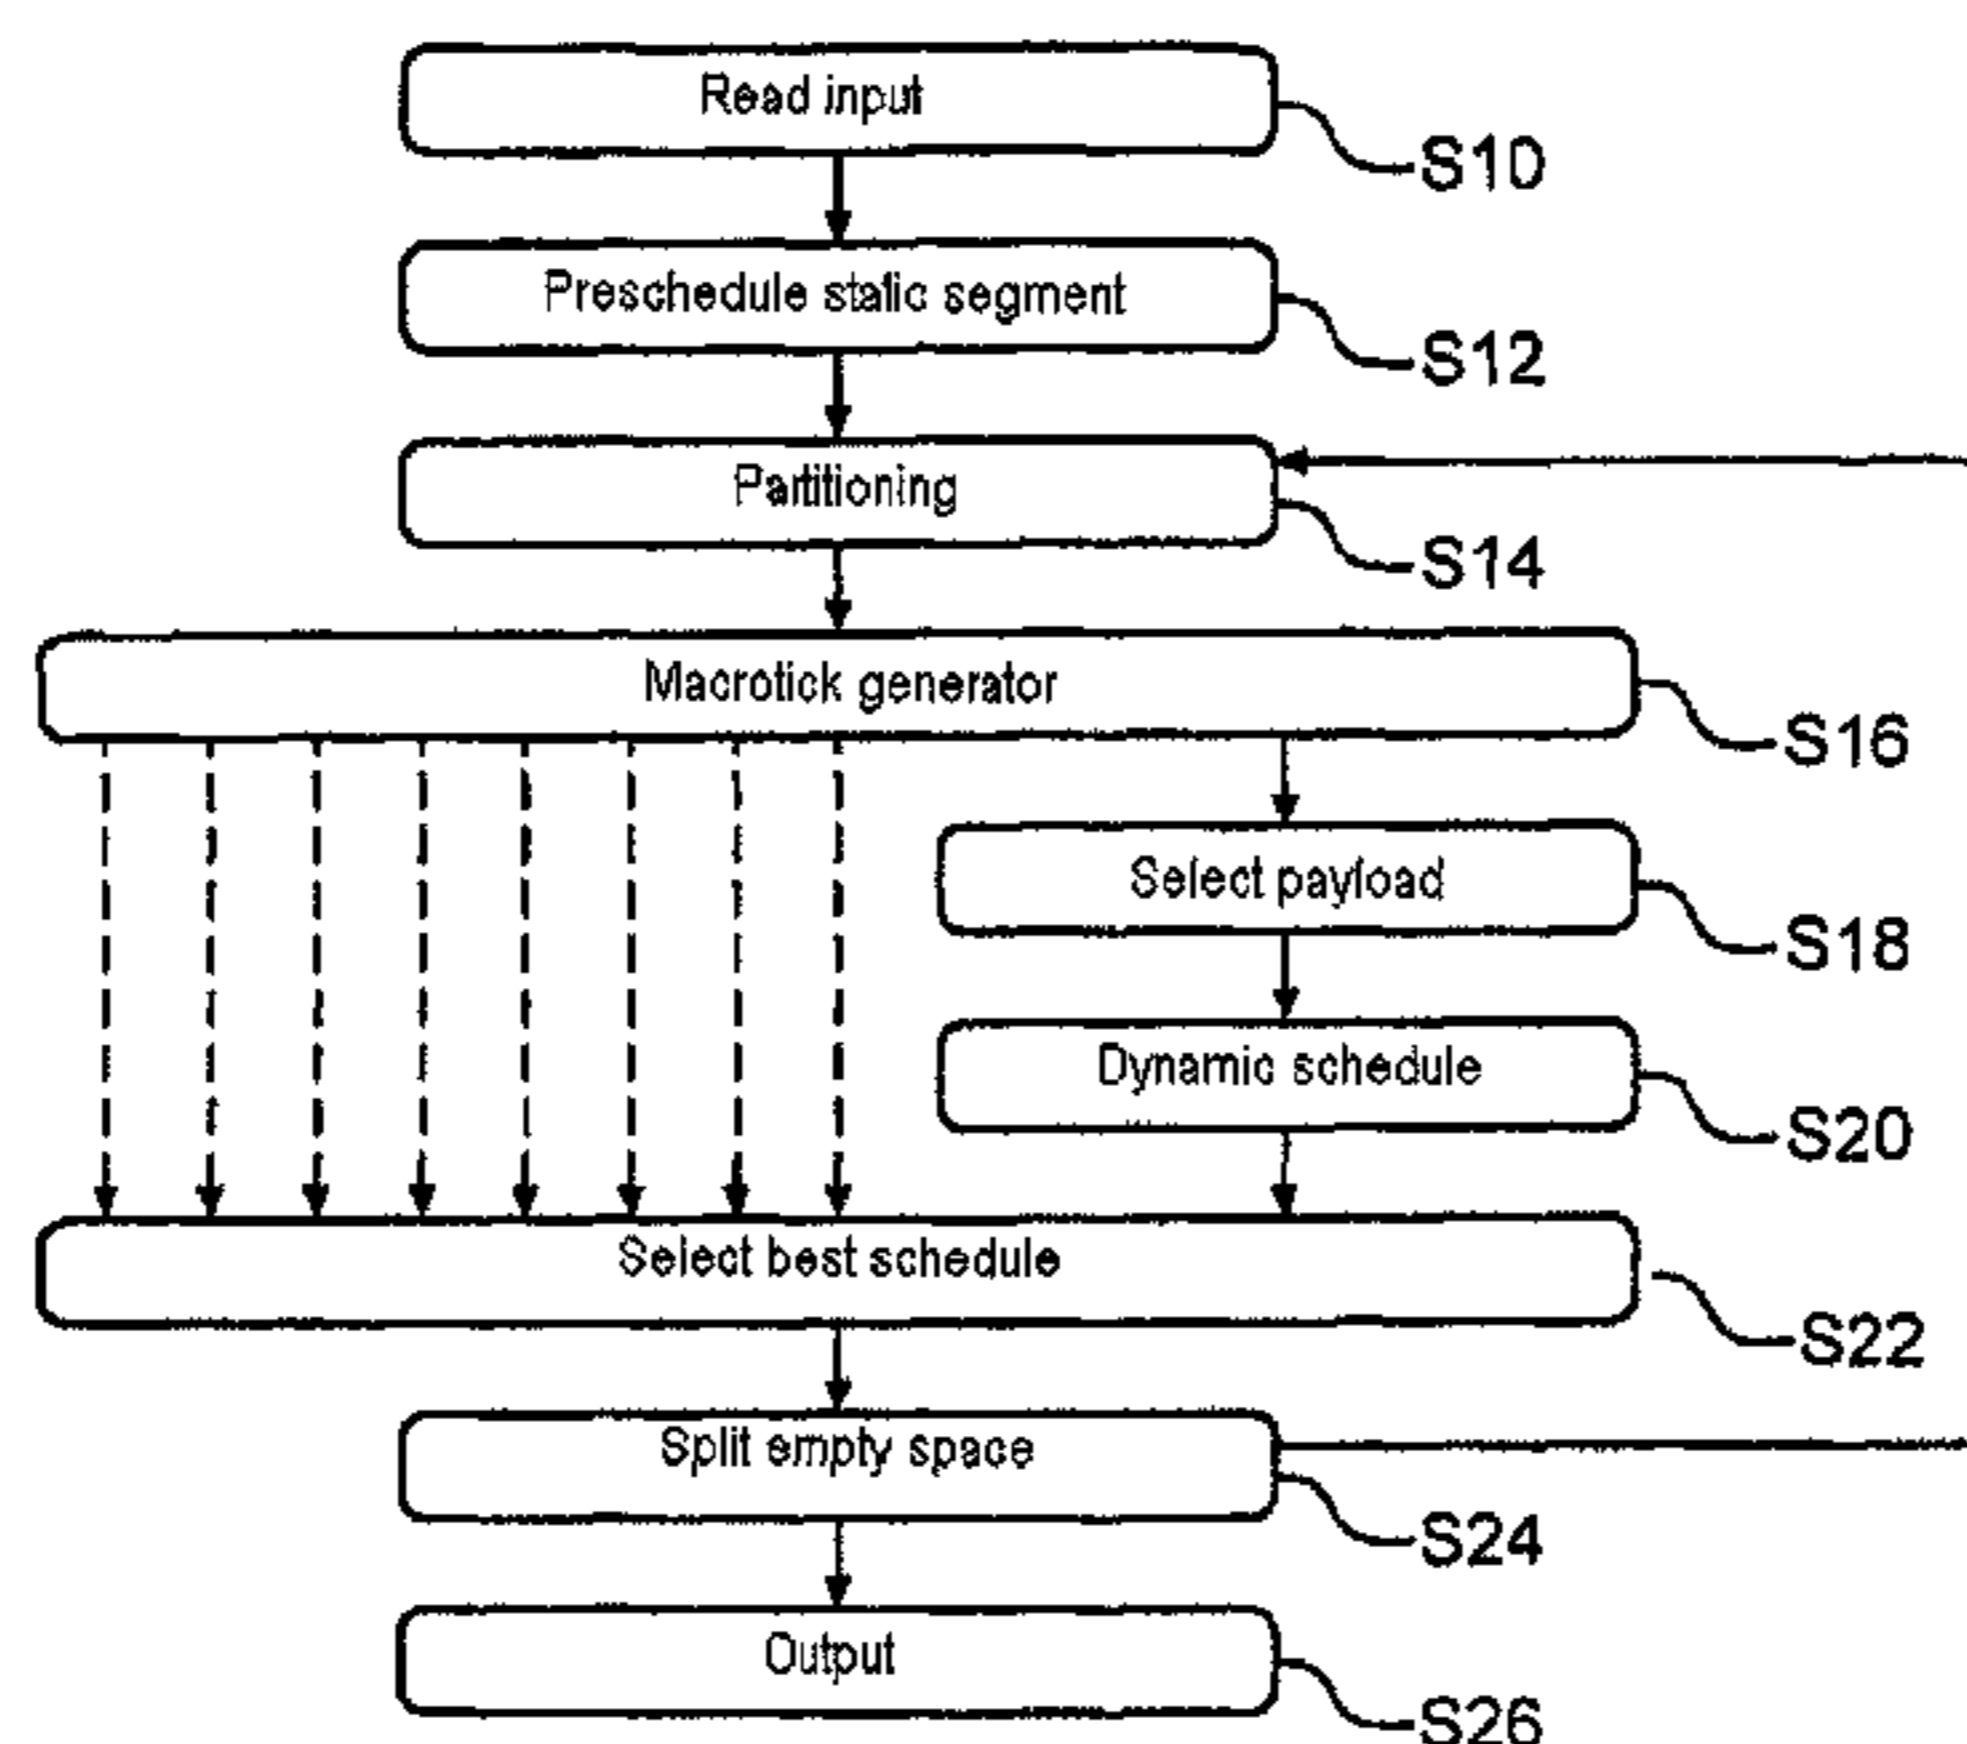 Read input
S10
Preschedule static segment
S12
Partitioning
S14
Macrotick generator
S16
Select payload
S18
Dynamic schedule
S20
Select best schedule
S22
Split empty space
S24
Output
S26